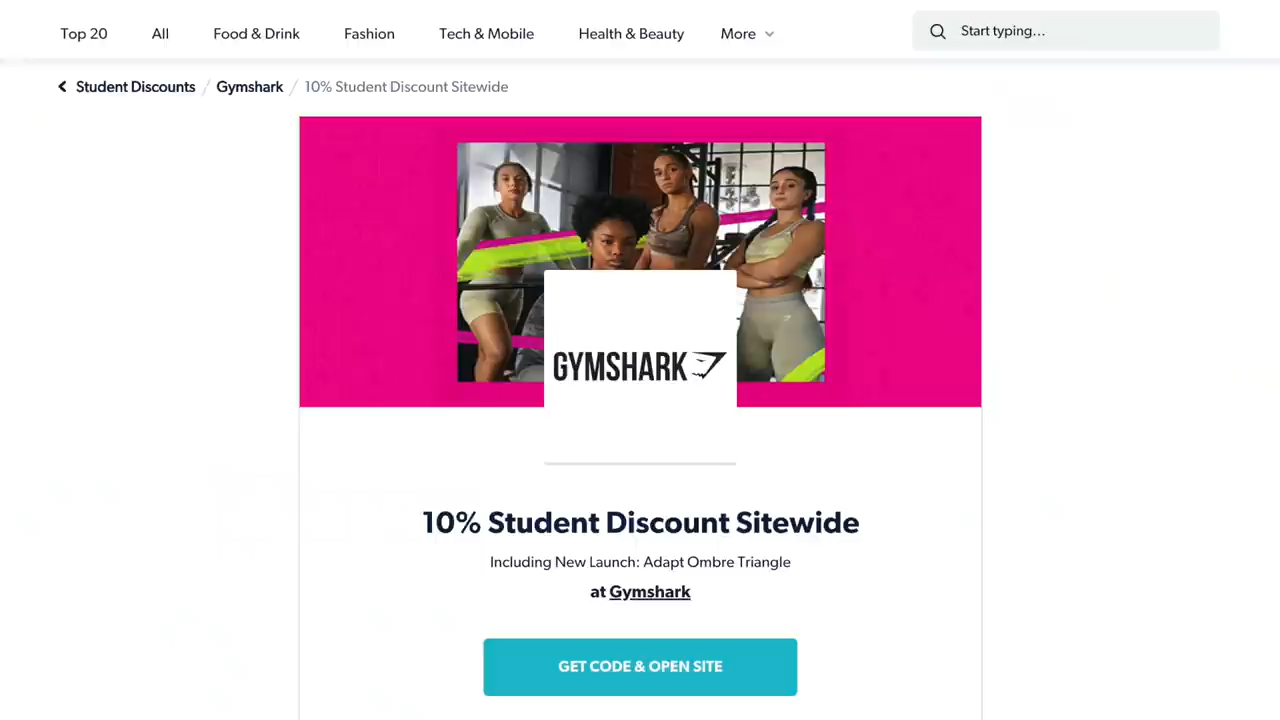 Top 20 All Food & Drink Fashion Tech & Mobile Health & Beauty More Start typing...
Student Discounts / Gymshark / 10% Student Discount Sitewide
GYMSHARK
10% Student Discount Sitewide
Including New Launch: Adapt Ombre Triangle
at Gymshark
GET CODE & OPEN SITE